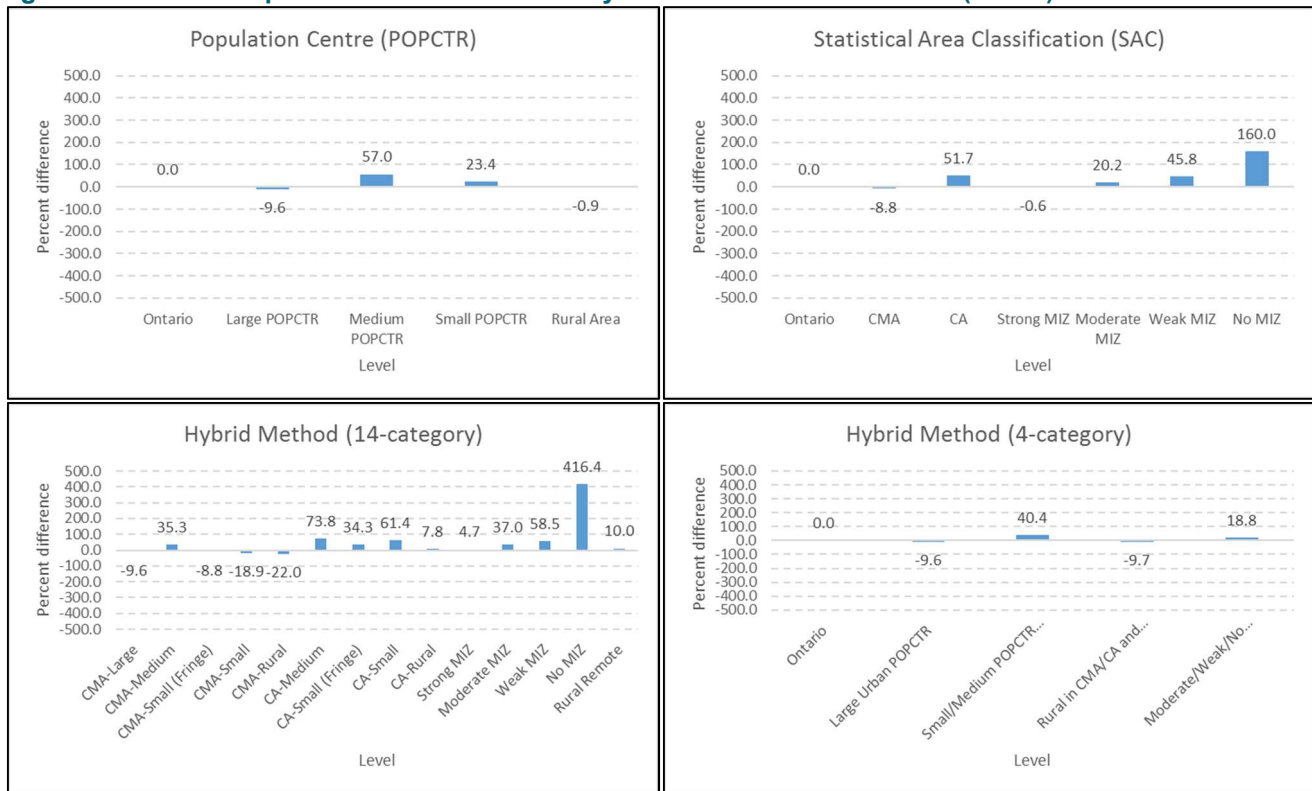 Population Centre (POPCTR)
500.0
400.0
300.0
200.0
100.0
0.0
-100.0
-200.0
-300.0
-400.0
-500.0
Percent difference
0.0
-9.6
57.0
23.4
-0.9
Ontario
Large POPCTR
Medium
POPCTR
Small POPCTR
Rural Area
Level
Statistical Area Classification (SAC)
500.0
400.0
300.0
200.0
100.0
0.0
-100.0
-200.0
-300.0
-400.0
-500.0
Percent difference
0.0
-8.8
51.7
-0.6
20.2
45.8
160.0
Ontario
CMA
CA
Strong MIZ
Moderate
MIZ
Weak MIZ
No MIZ
Level
Hybrid Method (14-category)
500.0
400.0
300.0
200.0
100.0
0.0
-100.0
-200.0
-300.0
-400.0
-500.0
Percent difference
-9.6
35.3
-8.8
-18.9
-22.0
73.8
34.3
61.4
7.8
4.7
37.0
58.5
416.4
10.0
CMA-Large
CMA-Medium
CMA-Small (Fringe)
CMA-Small
CMA-Rural
CA-Medium
CA-Small (Fringe)
CA-Small
CA-Rural
Strong MIZ
Moderate MIZ
Weak MIZ
No MIZ
Rural Remote
Level
Hybrid Method (4-category)
500.0
400.0
300.0
200.0
100.0
0.0
-100.0
-200.0
-300.0
-400.0
-500.0
Percent difference
0.0
-9.6
40.4
-9.7
18.8
Ontario
Large Urban POPCTR
Small/Medium POPCTR...
Rural in CMA/CA and...
Moderate/Weak/No...
Level